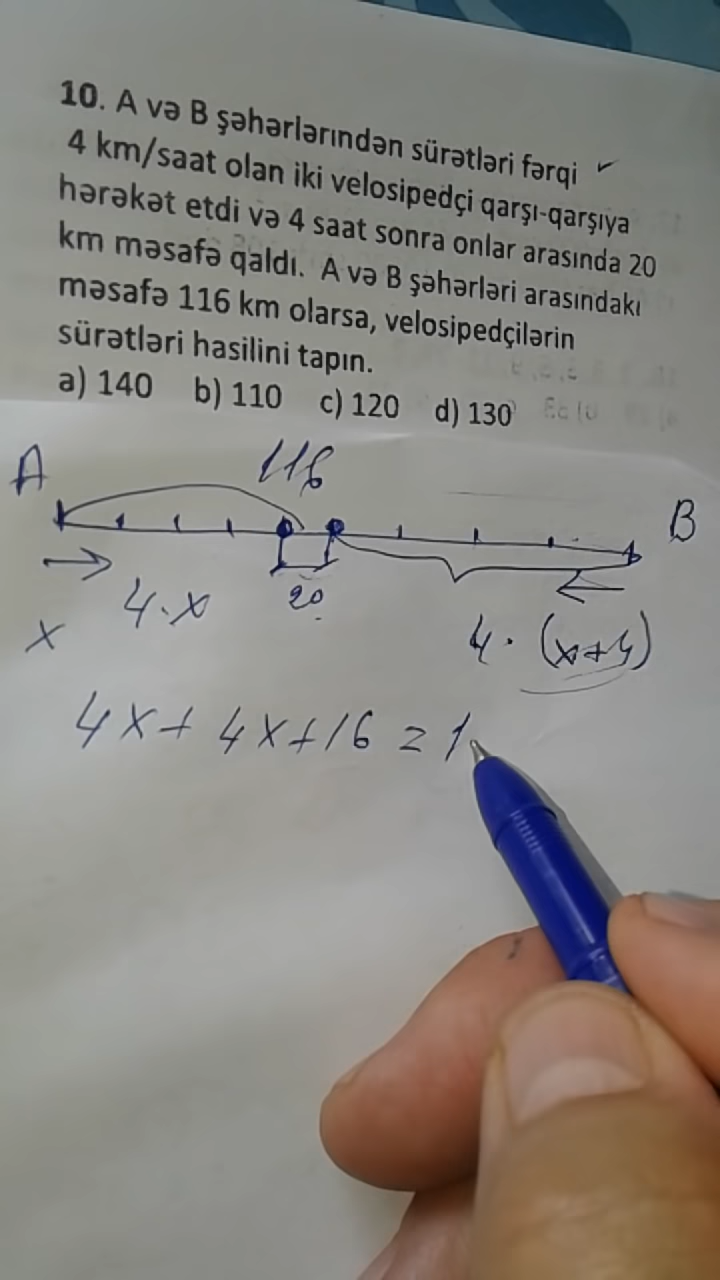 10. A və B şəhərlərindən sürətləri fərqi
4 km/saat olan iki velosipedçi qarşı-qarşıya
hərəkət etdi və 4 saat sonra onlar arasında 20
km məsafə qaldı. A və B şəhərləri arasındakı
məsafə 116 km olarsa, velosipedçilərin
sürətləri hasilini tapın.
a) 140 b) 110 c) 120 d) 130
A 116 B
4·x 20 4·(x+4)
x
4x+4x+16=1